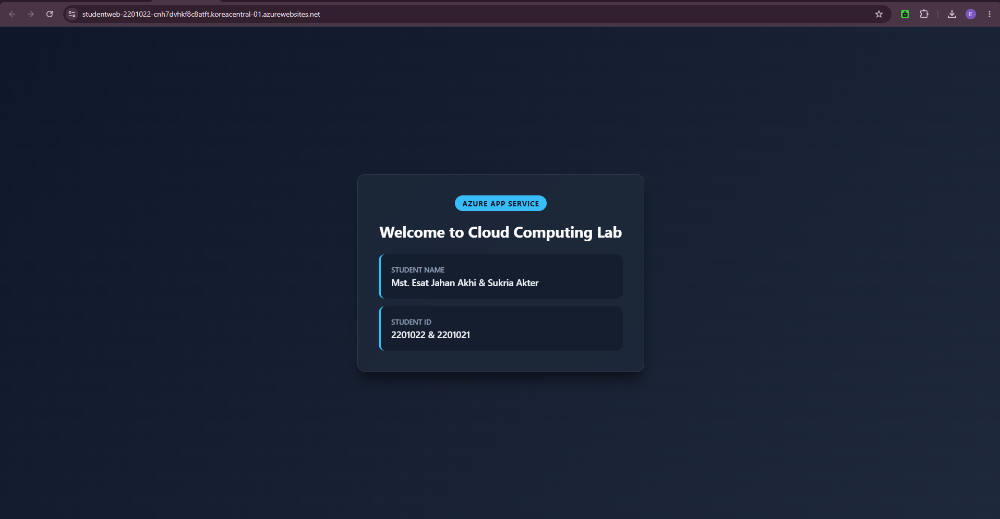 studentweb-2201022-cnh7dvhkf8c8atft.koreacentral-01.azurewebsites.net
E
AZURE APP SERVICE
Welcome to Cloud Computing Lab
STUDENT NAME
Mst. Esat Jahan Akhi & Sukria Akter
STUDENT ID
2201022 & 2201021